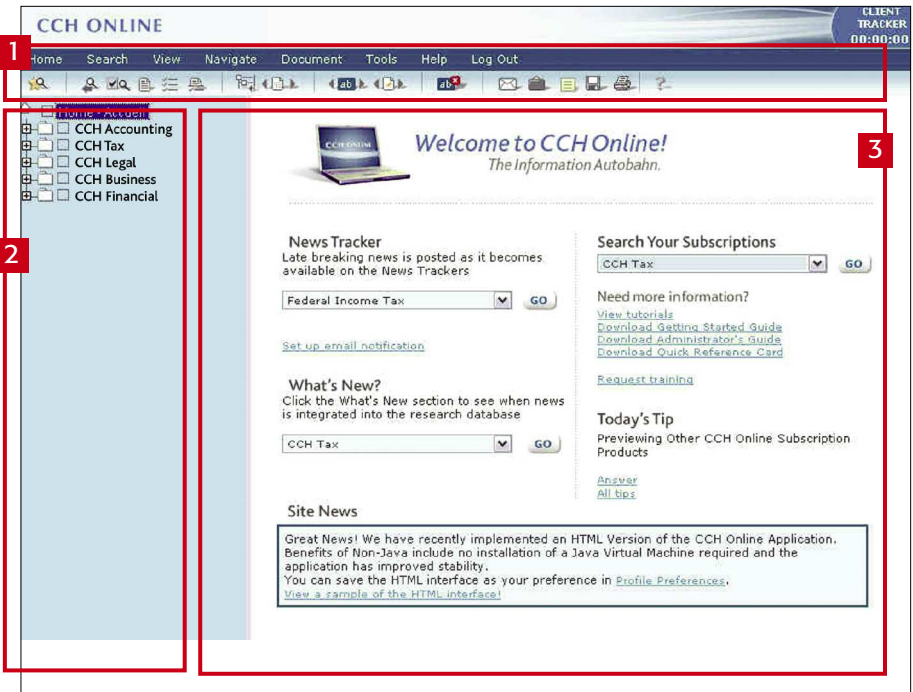 CCH ONLINE
CLIENT
TRACKER
00:00:00
1
Home Search View Navigate Document Tools Help Log Out
Home - Accueil
CCH Accounting
CCH Tax
CCH Legal
CCH Business
CCH Financial
2
3
CCH ONLINE
Welcome to CCH Online!
The Information Autobahn.
News Tracker
Late breaking news is posted as it becomes
available on the News Trackers
Federal Income Tax GO
Set up email notification
What's New?
Click the What's New section to see when news
is integrated into the research database
CCH Tax GO
Search Your Subscriptions
CCH Tax GO
Need more information?
View tutorials
Download Getting Started Guide
Download Administrator's Guide
Download Quick Reference Card
Request training
Today's Tip
Previewing Other CCH Online Subscription
Products
Answer
All tips
Site News
Great News! We have recently implemented an HTML Version of the CCH Online Application.
Benefits of Non-Java include no installation of a Java Virtual Machine required and the
application has improved stability.
You can save the HTML interface as your preference in Profile Preferences.
View a sample of the HTML interface!